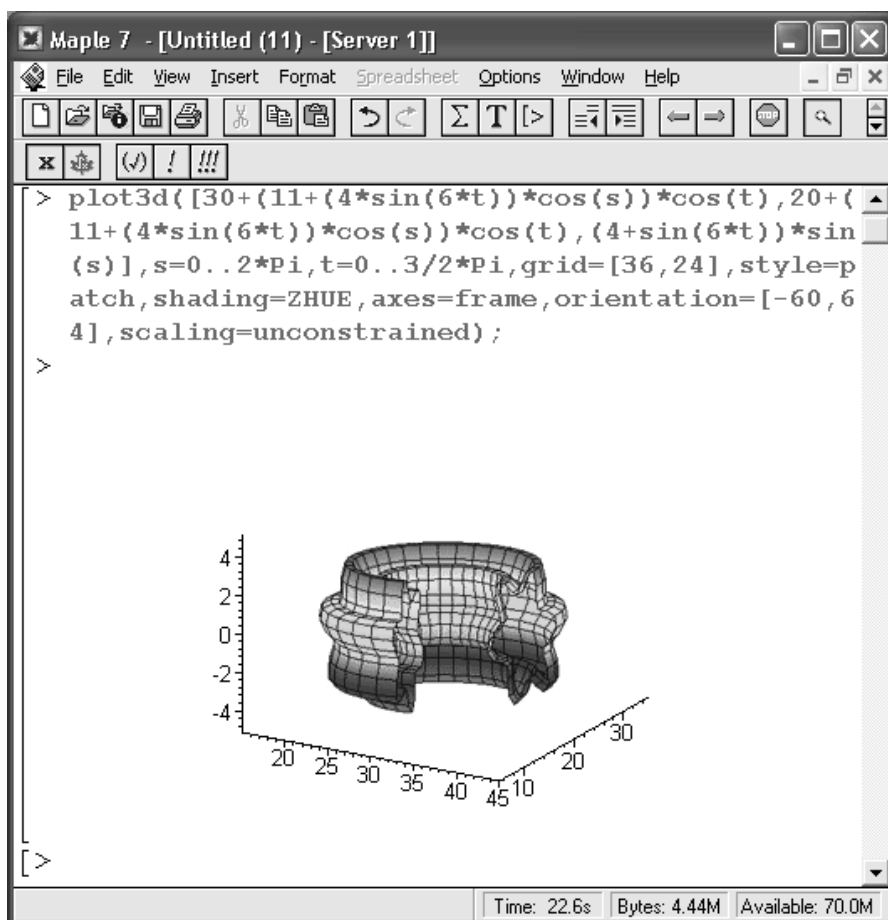 Maple 7 - [Untitled (11) - [Server 1]]
File Edit View Insert Format Spreadsheet Options Window Help
Σ T [>
STOP
x (√) ! !!!
> plot3d([30+(11+(4*sin(6*t))*cos(s))*cos(t),20+(
11+(4*sin(6*t))*cos(s))*cos(t),(4+sin(6*t))*sin
(s)],s=0..2*Pi,t=0..3/2*Pi,grid=[36,24],style=p
atch,shading=ZHUE,axes=frame,orientation=[-60,6
4],scaling=unconstrained);
>
4
2
0
-2
-4
20 25 30 35 40 45
10 20 30
[>
Time: 22.6s Bytes: 4.44M Available: 70.0M